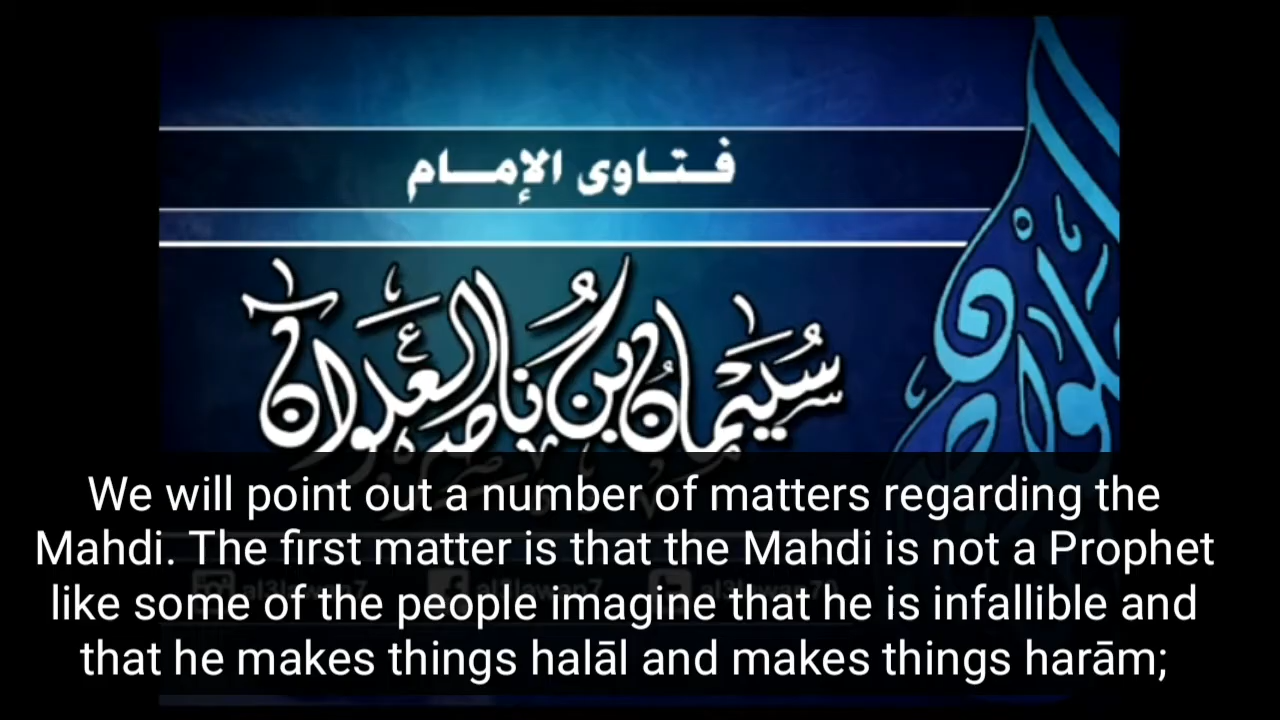 فتاوى الإمام
سليمان بن ناصر العلوان
We will point out a number of matters regarding the
Mahdi. The first matter is that the Mahdi is not a Prophet
like some of the people imagine that he is infallible and
that he makes things halāl and makes things harām;